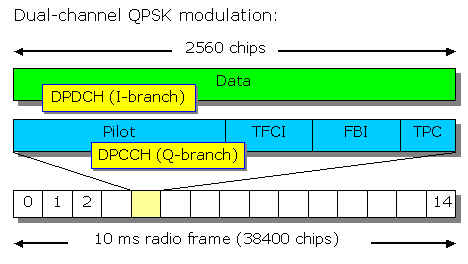 Dual-channel QPSK modulation:
2560 chips
Data
DPDCH (I-branch)
Pilot TFCI FBI TPC
DPCCH (Q-branch)
0 1 2 14
10 ms radio frame (38400 chips)